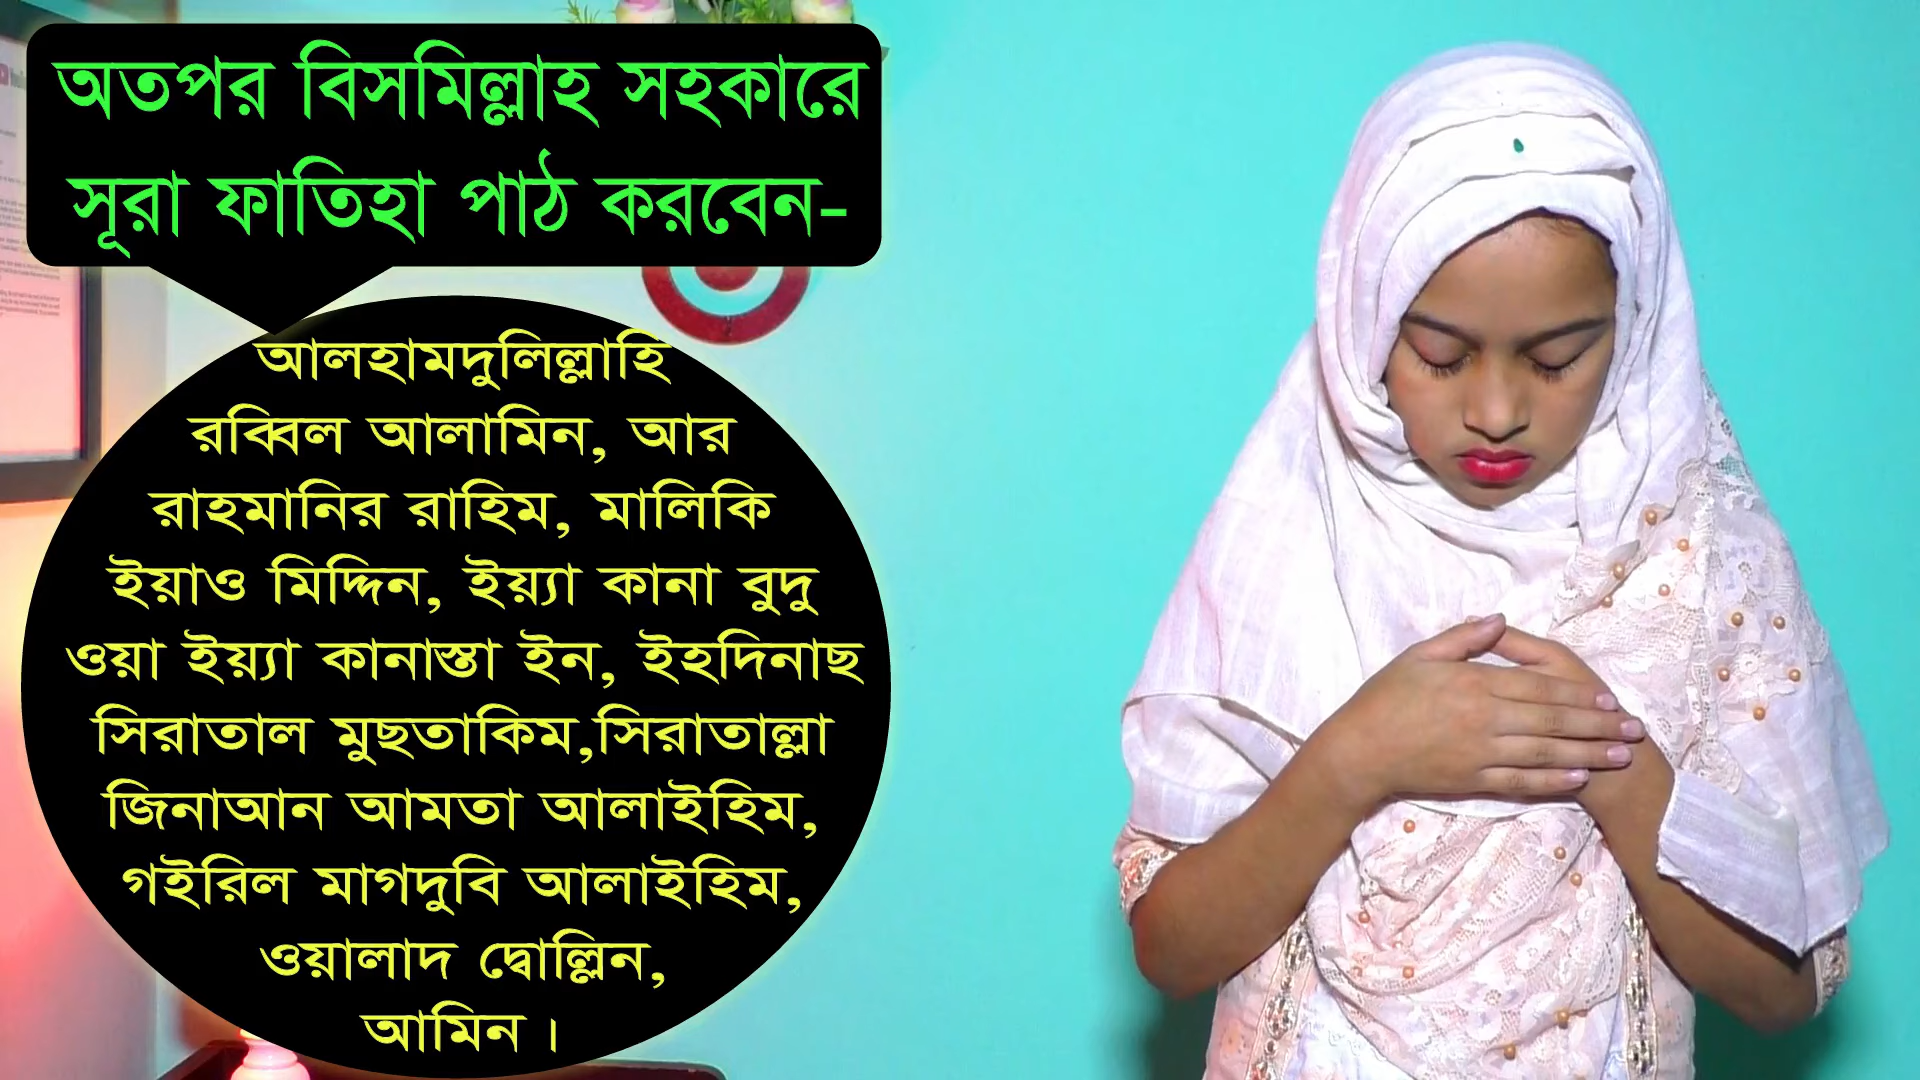 অতপর বিসমিল্লাহ সহকারে
সূরা ফাতিহা পাঠ করবেন-
আলহামদুলিল্লাহি
রব্বিল আলামিন, আর
রাহমানির রাহিম, মালিকি
ইয়াও মিদ্দিন, ইয়্যা কানা বুদু
ওয়া ইয়্যা কানাস্তা ইন, ইহদিনাছ
সিরাতাল মুছতাকিম,সিরাতাল্লা
জিনাআন আমতা আলাইহিম,
গইরিল মাগদুবি আলাইহিম,
ওয়ালাদ দ্বোল্লিন,
আমিন।